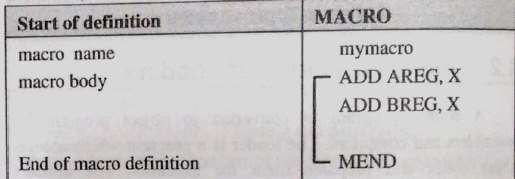 Start of definition MACRO
macro name mymacro
macro body ADD AREG, X
ADD BREG, X
End of macro definition MEND